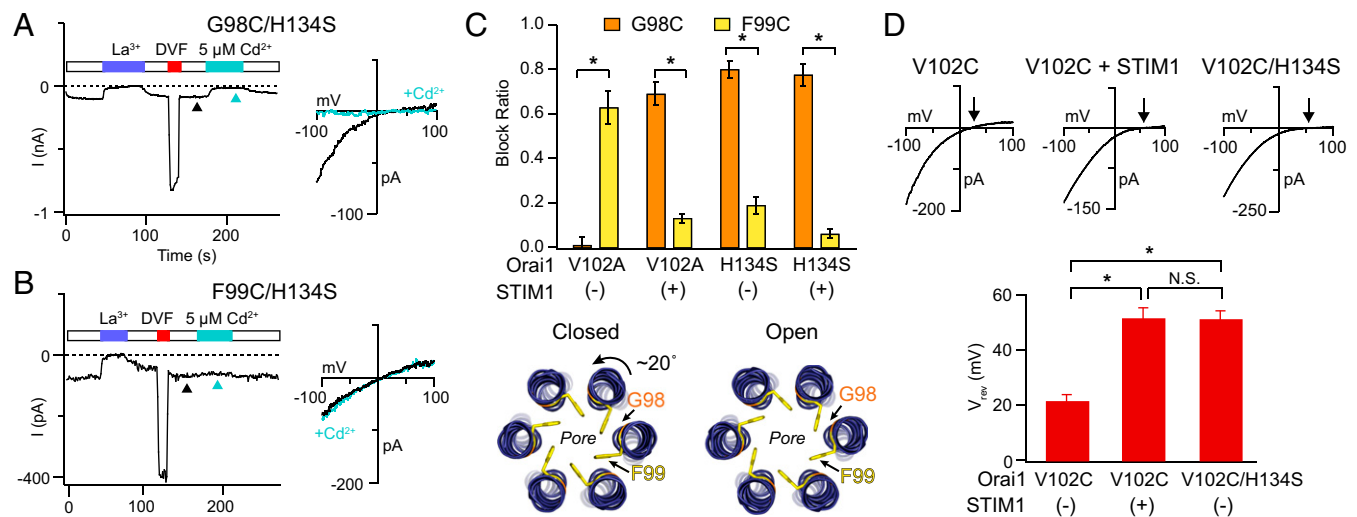 A
G98C/H134S
La³⁺ DVF 5 µM Cd²⁺
0
-1
I (nA)
0 100 200
Time (s)
mV
+Cd²⁺
-100 100
pA
-100
B
F99C/H134S
La³⁺ DVF 5 µM Cd²⁺
0
-400
I (pA)
0 100 200
mV
-100 100
+Cd²⁺
pA
-200
C
G98C F99C
1.0
0.8
0.6
0.4
0.2
0.0
Block Ratio
* * * *
Orai1 V102A V102A H134S H134S
STIM1 (-) (+) (-) (+)
Closed Open
~20°
G98 G98
Pore Pore
F99 F99
D
V102C V102C + STIM1 V102C/H134S
mV mV mV
-100 100 -100 100 -100 100
pA pA pA
-200 -150 -250
*
* N.S.
60
40
20
0
V rev (mV)
Orai1 V102C V102C V102C/H134S
STIM1 (-) (+) (-)